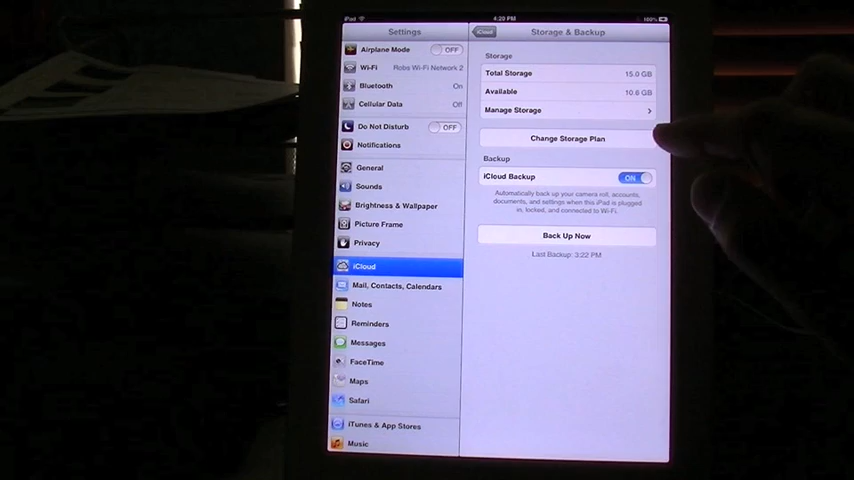 iPad
4:29 PM
100%
Settings
iCloud
Storage & Backup
Airplane Mode
OFF
Wi-Fi
Robs Wi-Fi Network 2
Bluetooth
On
Cellular Data
Off
Do Not Disturb
OFF
Notifications
General
Sounds
Brightness & Wallpaper
Picture Frame
Privacy
iCloud
Mail, Contacts, Calendars
Notes
Reminders
Messages
FaceTime
Maps
Safari
iTunes & App Stores
Music
Storage
Total Storage
15.0 GB
Available
10.6 GB
Manage Storage
Change Storage Plan
Backup
iCloud Backup
ON
Automatically back up your camera roll, accounts,
documents, and settings when this iPad is plugged
in, locked, and connected to Wi-Fi.
Back Up Now
Last Backup: 3:22 PM